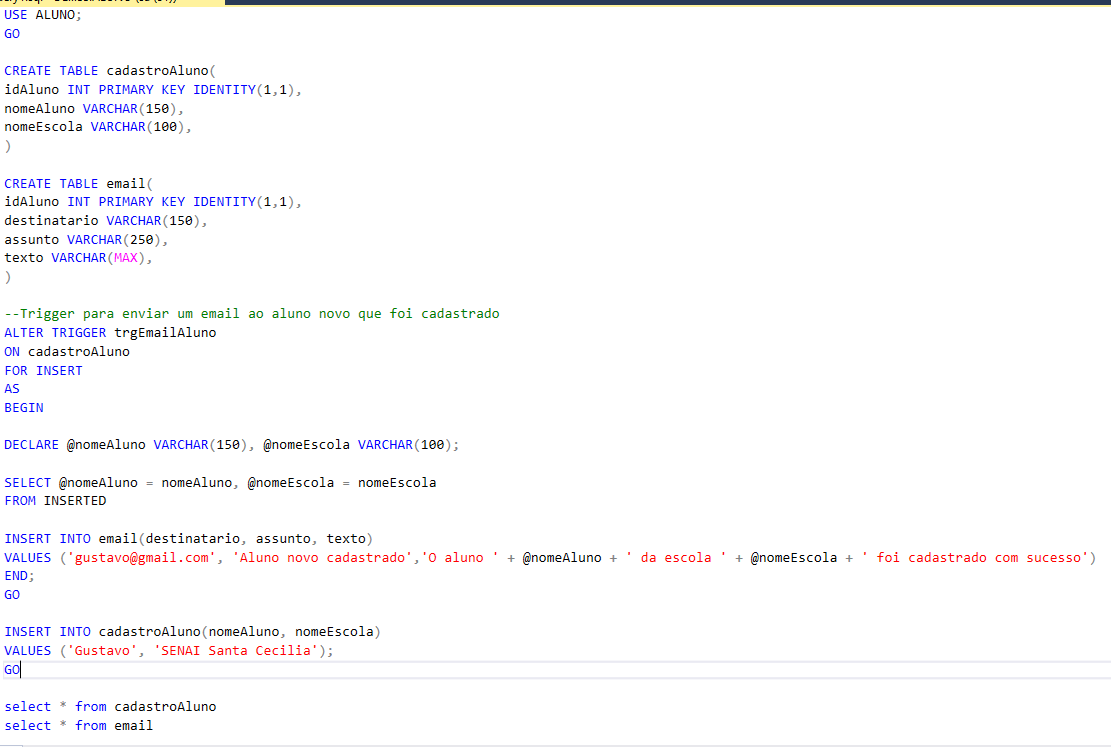 USE ALUNO;
GO
CREATE TABLE cadastroAluno(
idAluno INT PRIMARY KEY IDENTITY(1,1),
nomeAluno VARCHAR(150),
nomeEscola VARCHAR(100),
)
CREATE TABLE email(
idAluno INT PRIMARY KEY IDENTITY(1,1),
destinatario VARCHAR(150),
assunto VARCHAR(250),
texto VARCHAR(MAX),
)
--Trigger para enviar um email ao aluno novo que foi cadastrado
ALTER TRIGGER trgEmailAluno
ON cadastroAluno
FOR INSERT
AS
BEGIN
DECLARE @nomeAluno VARCHAR(150), @nomeEscola VARCHAR(100);
SELECT @nomeAluno = nomeAluno, @nomeEscola = nomeEscola
FROM INSERTED
INSERT INTO email(destinatario, assunto, texto)
VALUES ('gustavo@gmail.com', 'Aluno novo cadastrado','O aluno ' + @nomeAluno + ' da escola ' + @nomeEscola + ' foi cadastrado com sucesso')
END;
GO
INSERT INTO cadastroAluno(nomeAluno, nomeEscola)
VALUES ('Gustavo', 'SENAI Santa Cecilia');
GO
select * from cadastroAluno
select * from email